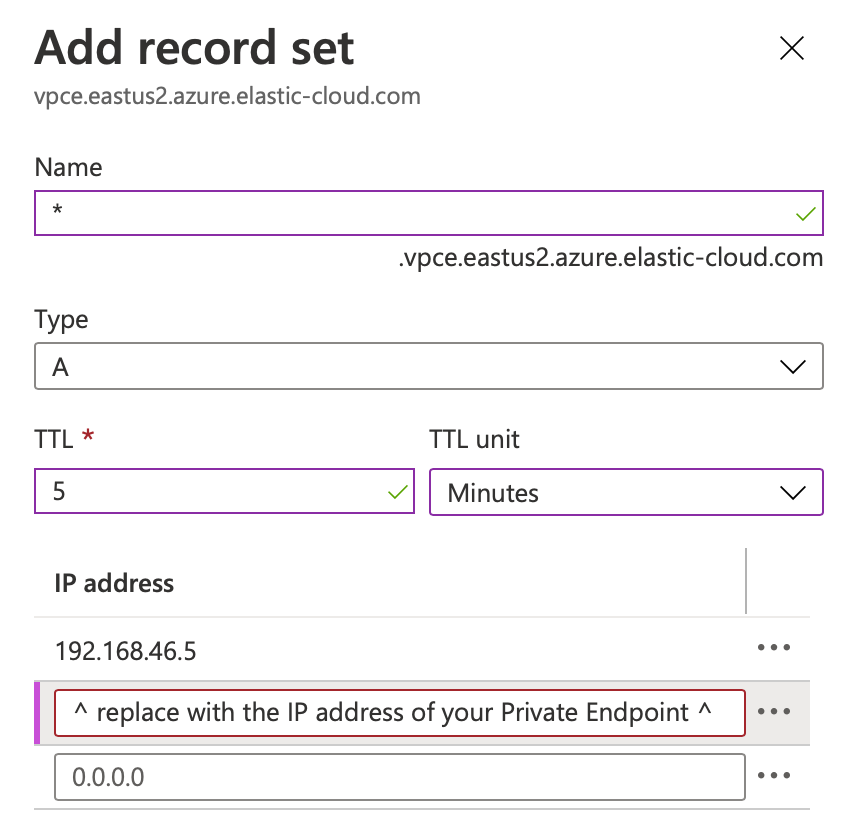 Add record set
vpce.eastus2.azure.elastic-cloud.com
Name
*
.vpce.eastus2.azure.elastic-cloud.com
Type
A
TTL *
TTL unit
5
Minutes
IP address
192.168.46.5
^ replace with the IP address of your Private Endpoint ^
0.0.0.0